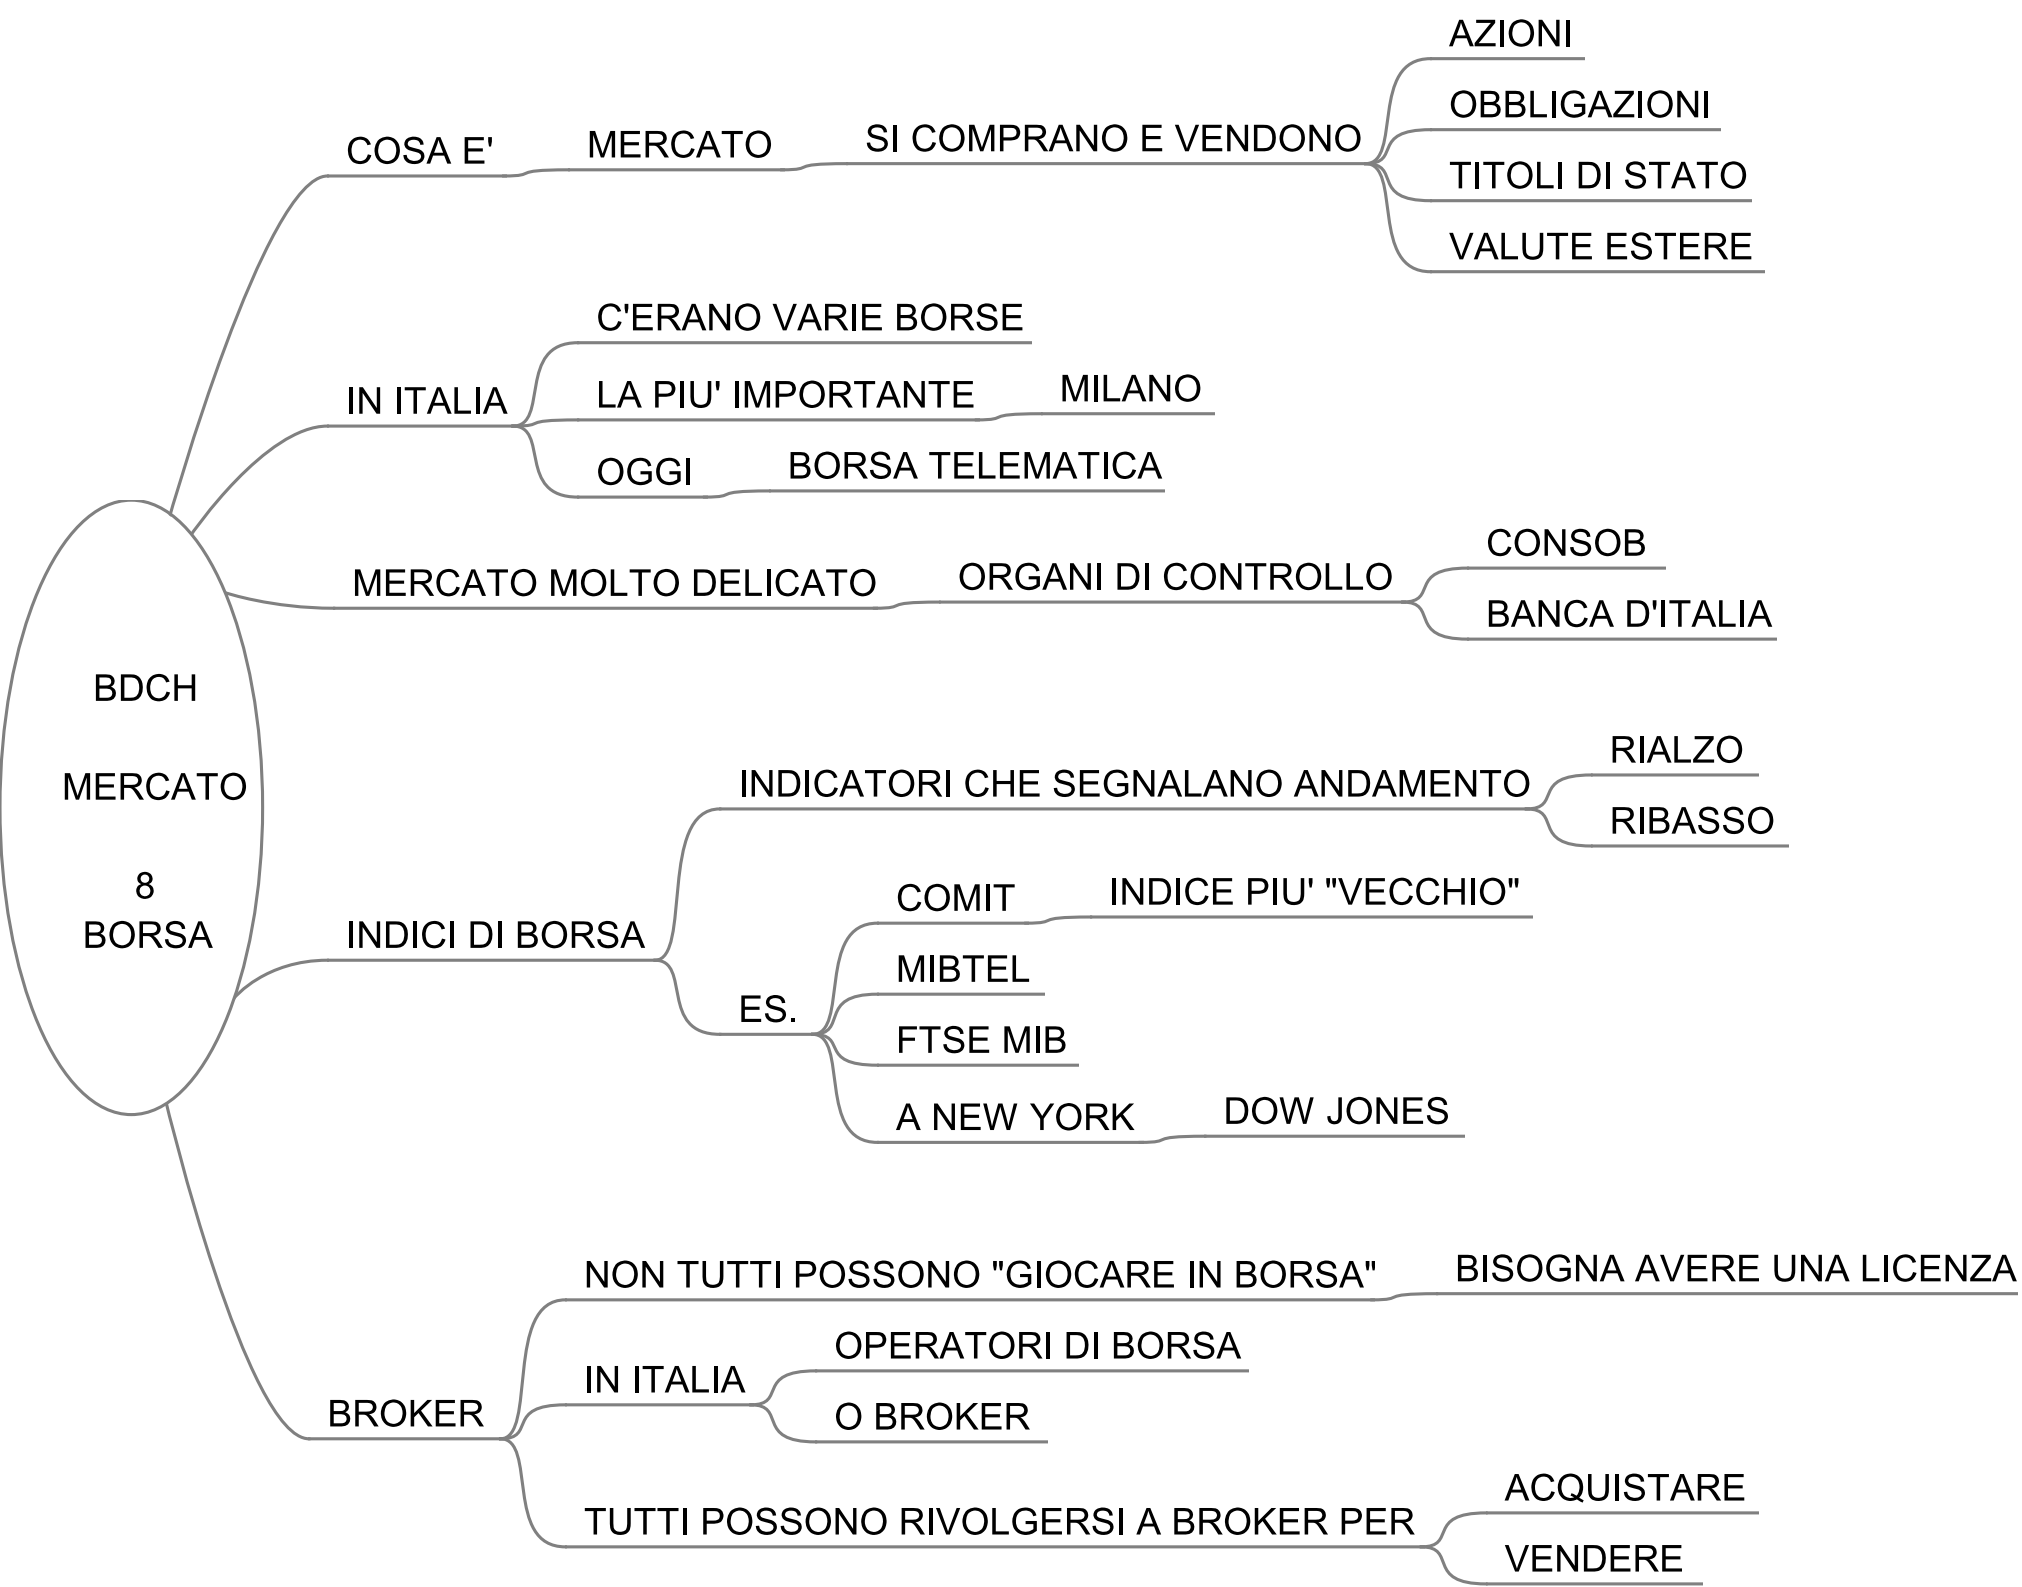 BDCH
MERCATO
8
BORSA
COSA E'
MERCATO
SI COMPRANO E VENDONO
AZIONI
OBBLIGAZIONI
TITOLI DI STATO
VALUTE ESTERE
IN ITALIA
C'ERANO VARIE BORSE
LA PIU' IMPORTANTE
MILANO
OGGI
BORSA TELEMATICA
MERCATO MOLTO DELICATO
ORGANI DI CONTROLLO
CONSOB
BANCA D'ITALIA
INDICI DI BORSA
INDICATORI CHE SEGNALANO ANDAMENTO
RIALZO
RIBASSO
ES.
COMIT
INDICE PIU' "VECCHIO"
MIBTEL
FTSE MIB
A NEW YORK
DOW JONES
BROKER
NON TUTTI POSSONO "GIOCARE IN BORSA"
BISOGNA AVERE UNA LICENZA
IN ITALIA
OPERATORI DI BORSA
O BROKER
TUTTI POSSONO RIVOLGERSI A BROKER PER
ACQUISTARE
VENDERE